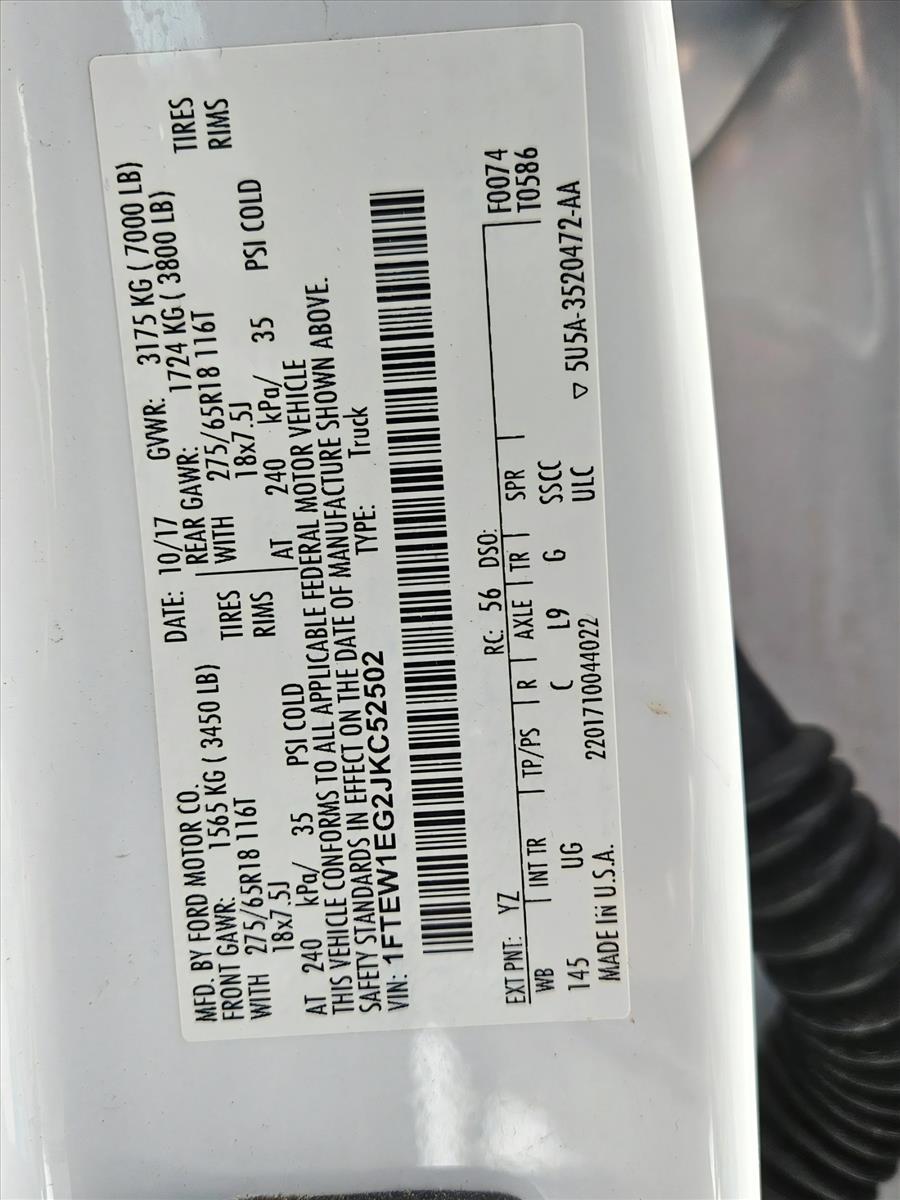 MFD. BY FORD MOTOR CO.
DATE: 10/17 GVWR: 3175 KG ( 7000 LB)
FRONT GAWR: 1565 KG ( 3450 LB) REAR GAWR: 1724 KG ( 3800 LB)
WITH 275/65R18 116T TIRES WITH 275/65R18 116T TIRES
18x7.5J RIMS 18x7.5J RIMS
AT 240 kPa/ 35 PSI COLD AT 240 kPa/ 35 PSI COLD
THIS VEHICLE CONFORMS TO ALL APPLICABLE FEDERAL MOTOR VEHICLE
SAFETY STANDARDS IN EFFECT ON THE DATE OF MANUFACTURE SHOWN ABOVE.
VIN: 1FTEW1EG2JKC52502 TYPE: Truck
F0074
EXT PNT: YZ RC: 56 DSO: T0586
WB INT TR TP/PS R AXLE TR SPR
145 UG C L9 G SSCC
2201710044022 ULC
MADE IN U.S.A. ▽ 5U5A-3520472-AA